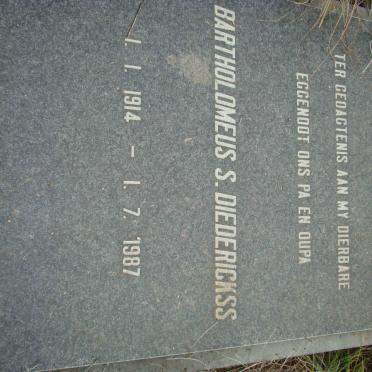 TER GEDAGTENIS AAN MY DIERBARE
EGGENOOT ONS PA EN OUPA
BARTHOLOMEUS S. DIEDERICKSS
1. 1. 1914 — 1. 7. 1987